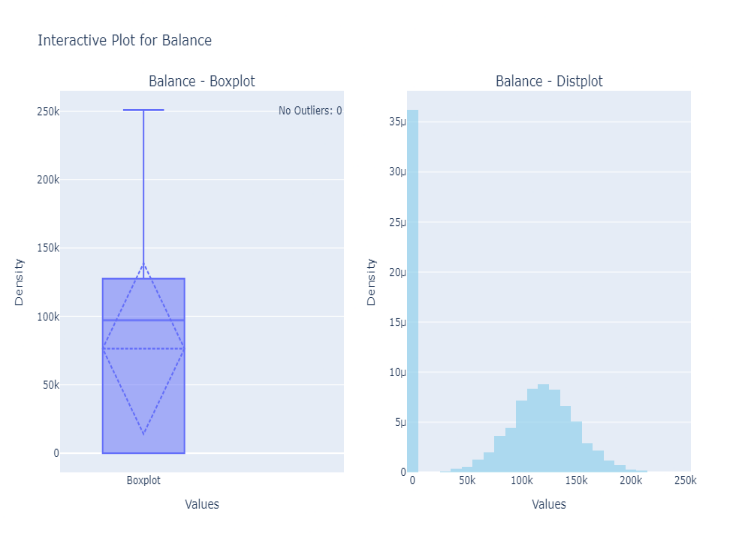 Interactive Plot for Balance
Balance - Boxplot
Balance - Distplot
No Outliers: 0
250k
200k
150k
100k
50k
0
Density
Boxplot
Values
35µ
30µ
25µ
20µ
15µ
10µ
5µ
0
Density
0 50k 100k 150k 200k 250k
Values